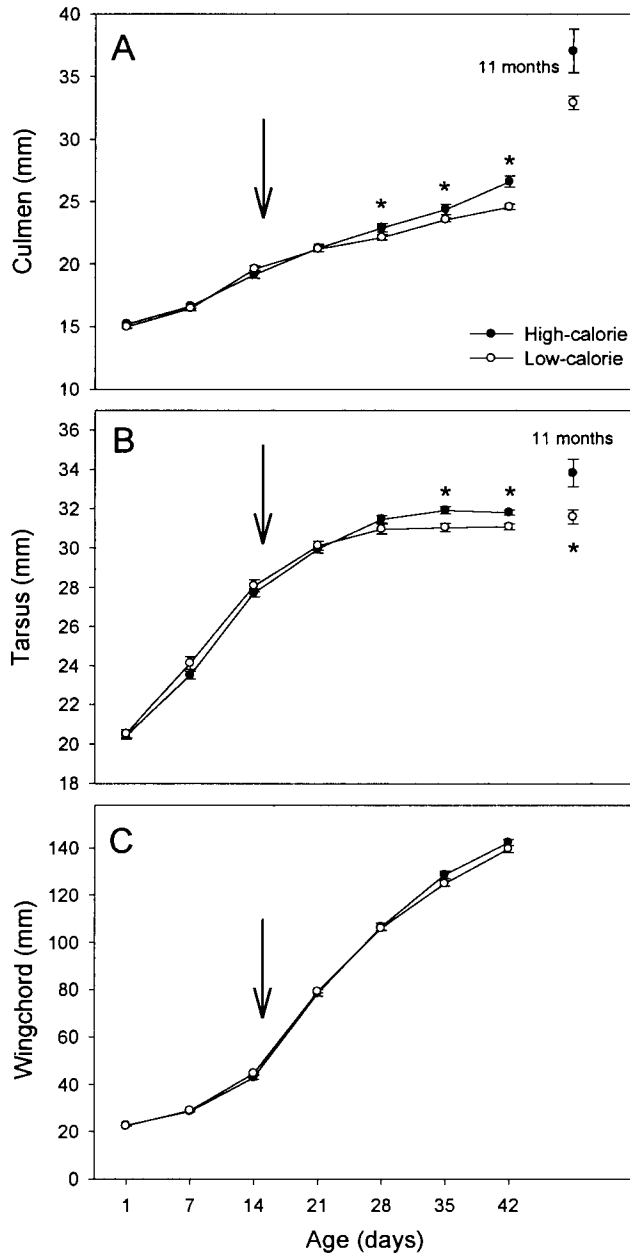 A
40
35
30
25
20
15
10
Culmen (mm)
11 months
*
*
*
High-calorie
Low-calorie
B
36
34
32
30
28
26
24
22
20
18
Tarsus (mm)
11 months
*
*
*
C
140
120
100
80
60
40
20
0
Wingchord (mm)
1 7 14 21 28 35 42
Age (days)